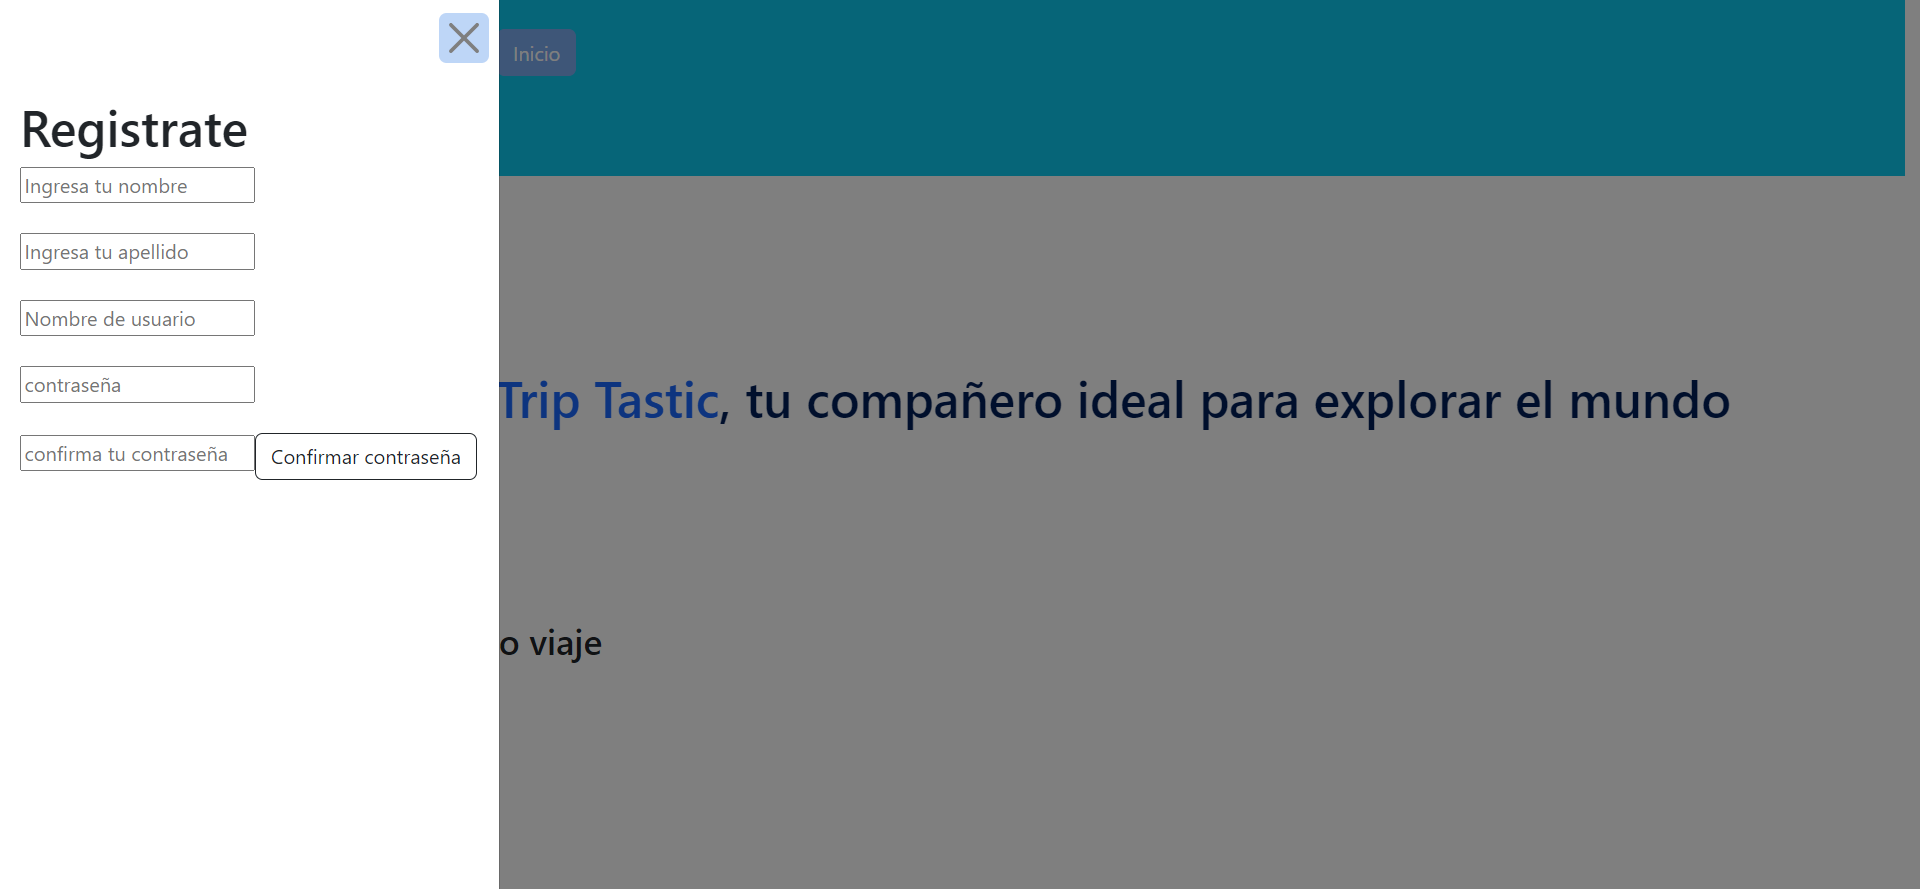 Inicio
Registrate
Ingresa tu nombre
Ingresa tu apellido
Nombre de usuario
contraseña
Trip Tastic, tu compañero ideal para explorar el mundo
confirma tu contraseña Confirmar contraseña
o viaje